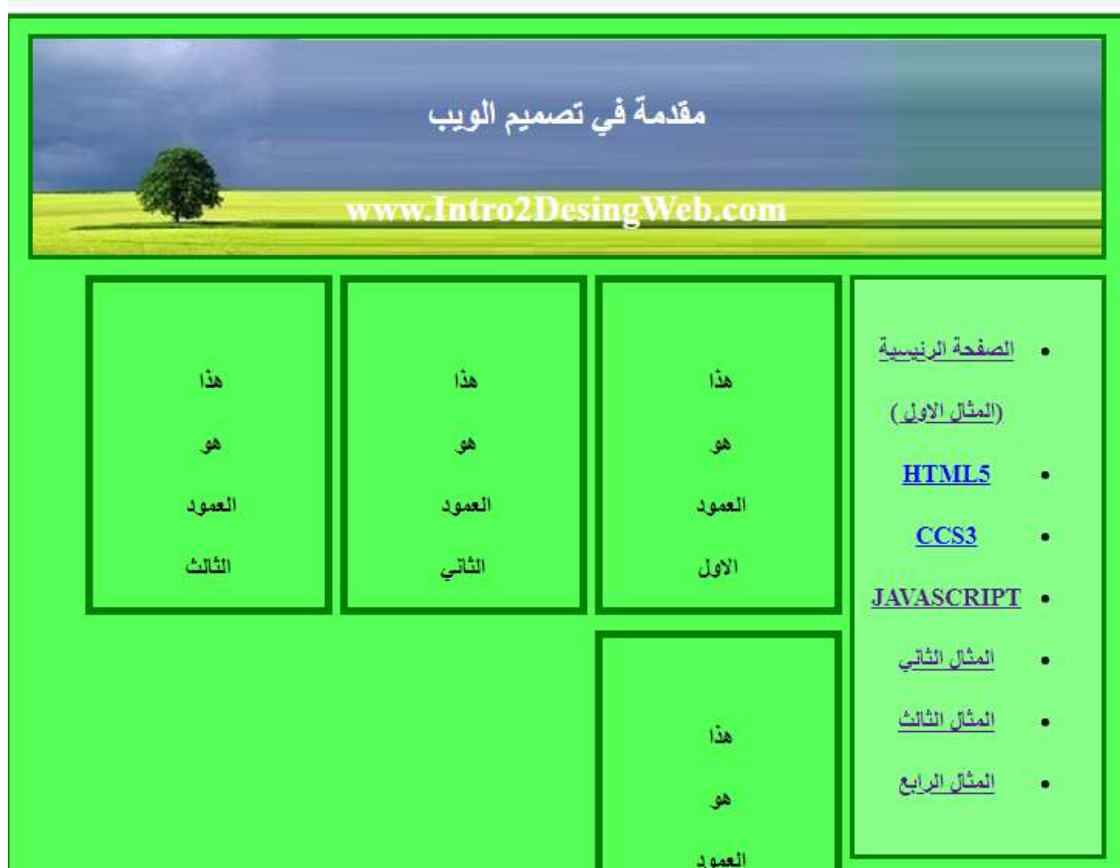 مقدمة في تصميم الويب
www.Intro2DesingWeb.com
الصفحة الرئيسية
(المثال الاول )
HTML5
CCS3
JAVASCRIPT
المثال الثاني
المثال الثالث
المثال الرابع
هذا
هو
العمود
الاول
هذا
هو
العمود
الثاني
هذا
هو
العمود
الثالث
هذا
هو
العمود